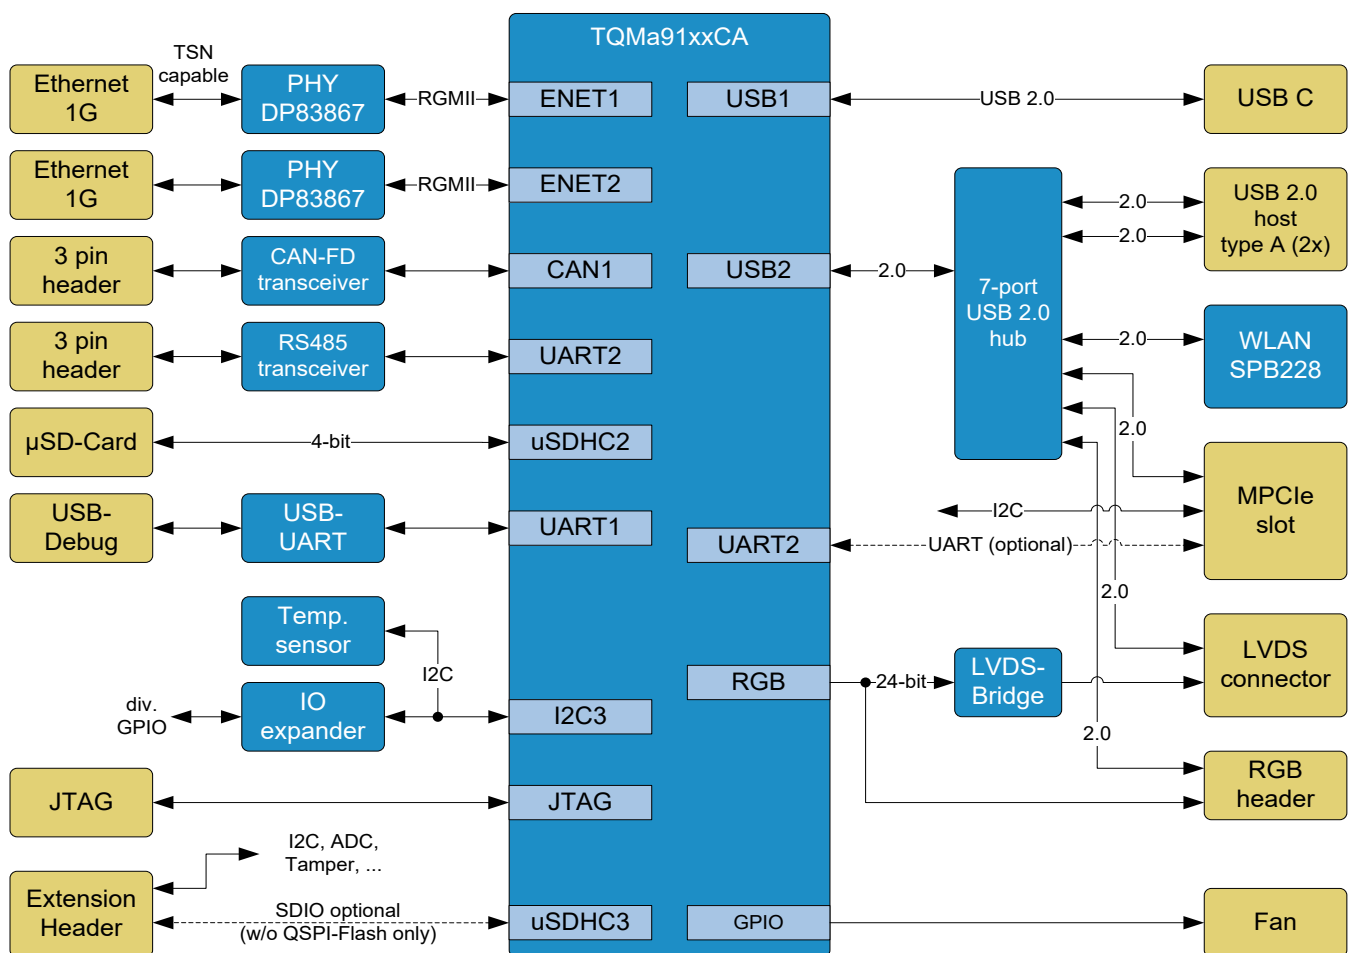 TQMa91xxCA
TSN
capable
Ethernet
1G
PHY
DP83867
RGMII
ENET1
USB1
USB 2.0
USB C
Ethernet
1G
PHY
DP83867
RGMII
ENET2
2.0
2.0
USB 2.0
host
type A (2x)
3 pin
header
CAN-FD
transceiver
CAN1
USB2
2.0
7-port
USB 2.0
hub
3 pin
header
RS485
transceiver
UART2
2.0
WLAN
SPB228
µSD-Card
4-bit
uSDHC2
2.0
USB-
Debug
USB-
UART
UART1
I2C
MPCIe
slot
UART2
UART (optional)
2.0
Temp.
sensor
I2C
LVDS
connector
RGB
24-bit
LVDS-
Bridge
div.
GPIO
IO
expander
I2C3
2.0
JTAG
JTAG
RGB
header
I2C, ADC,
Tamper, ...
Extension
Header
SDIO optional
(w/o QSPI-Flash only)
uSDHC3
GPIO
Fan